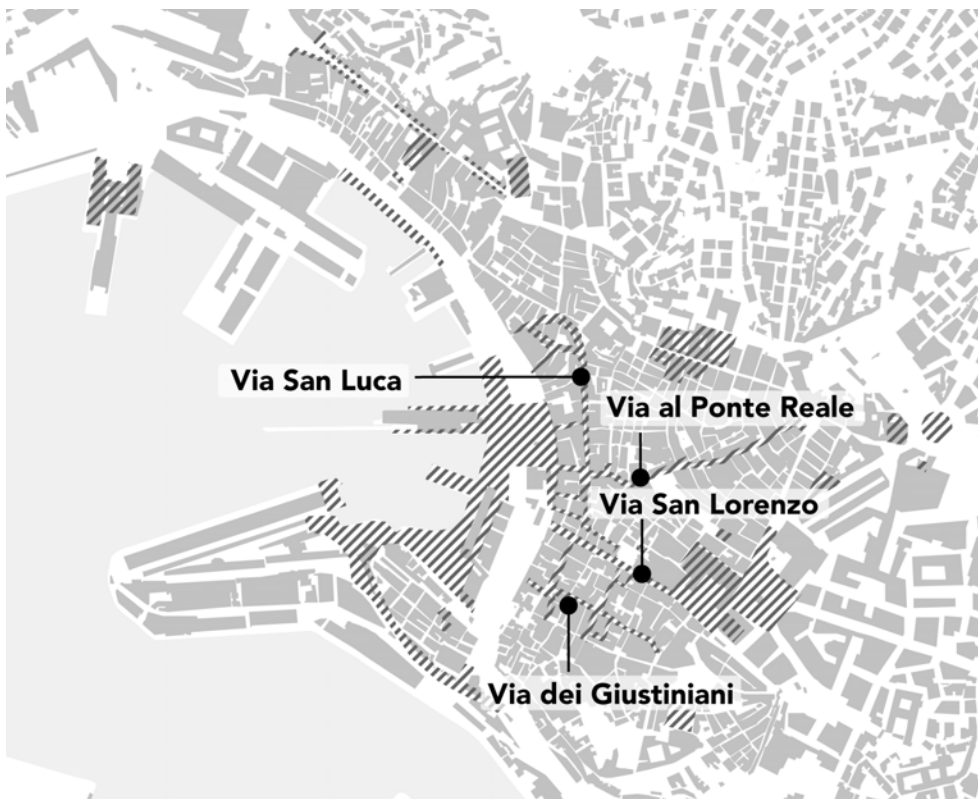 Via San Luca
Via al Ponte Reale
Via San Lorenzo
Via dei Giustiniani